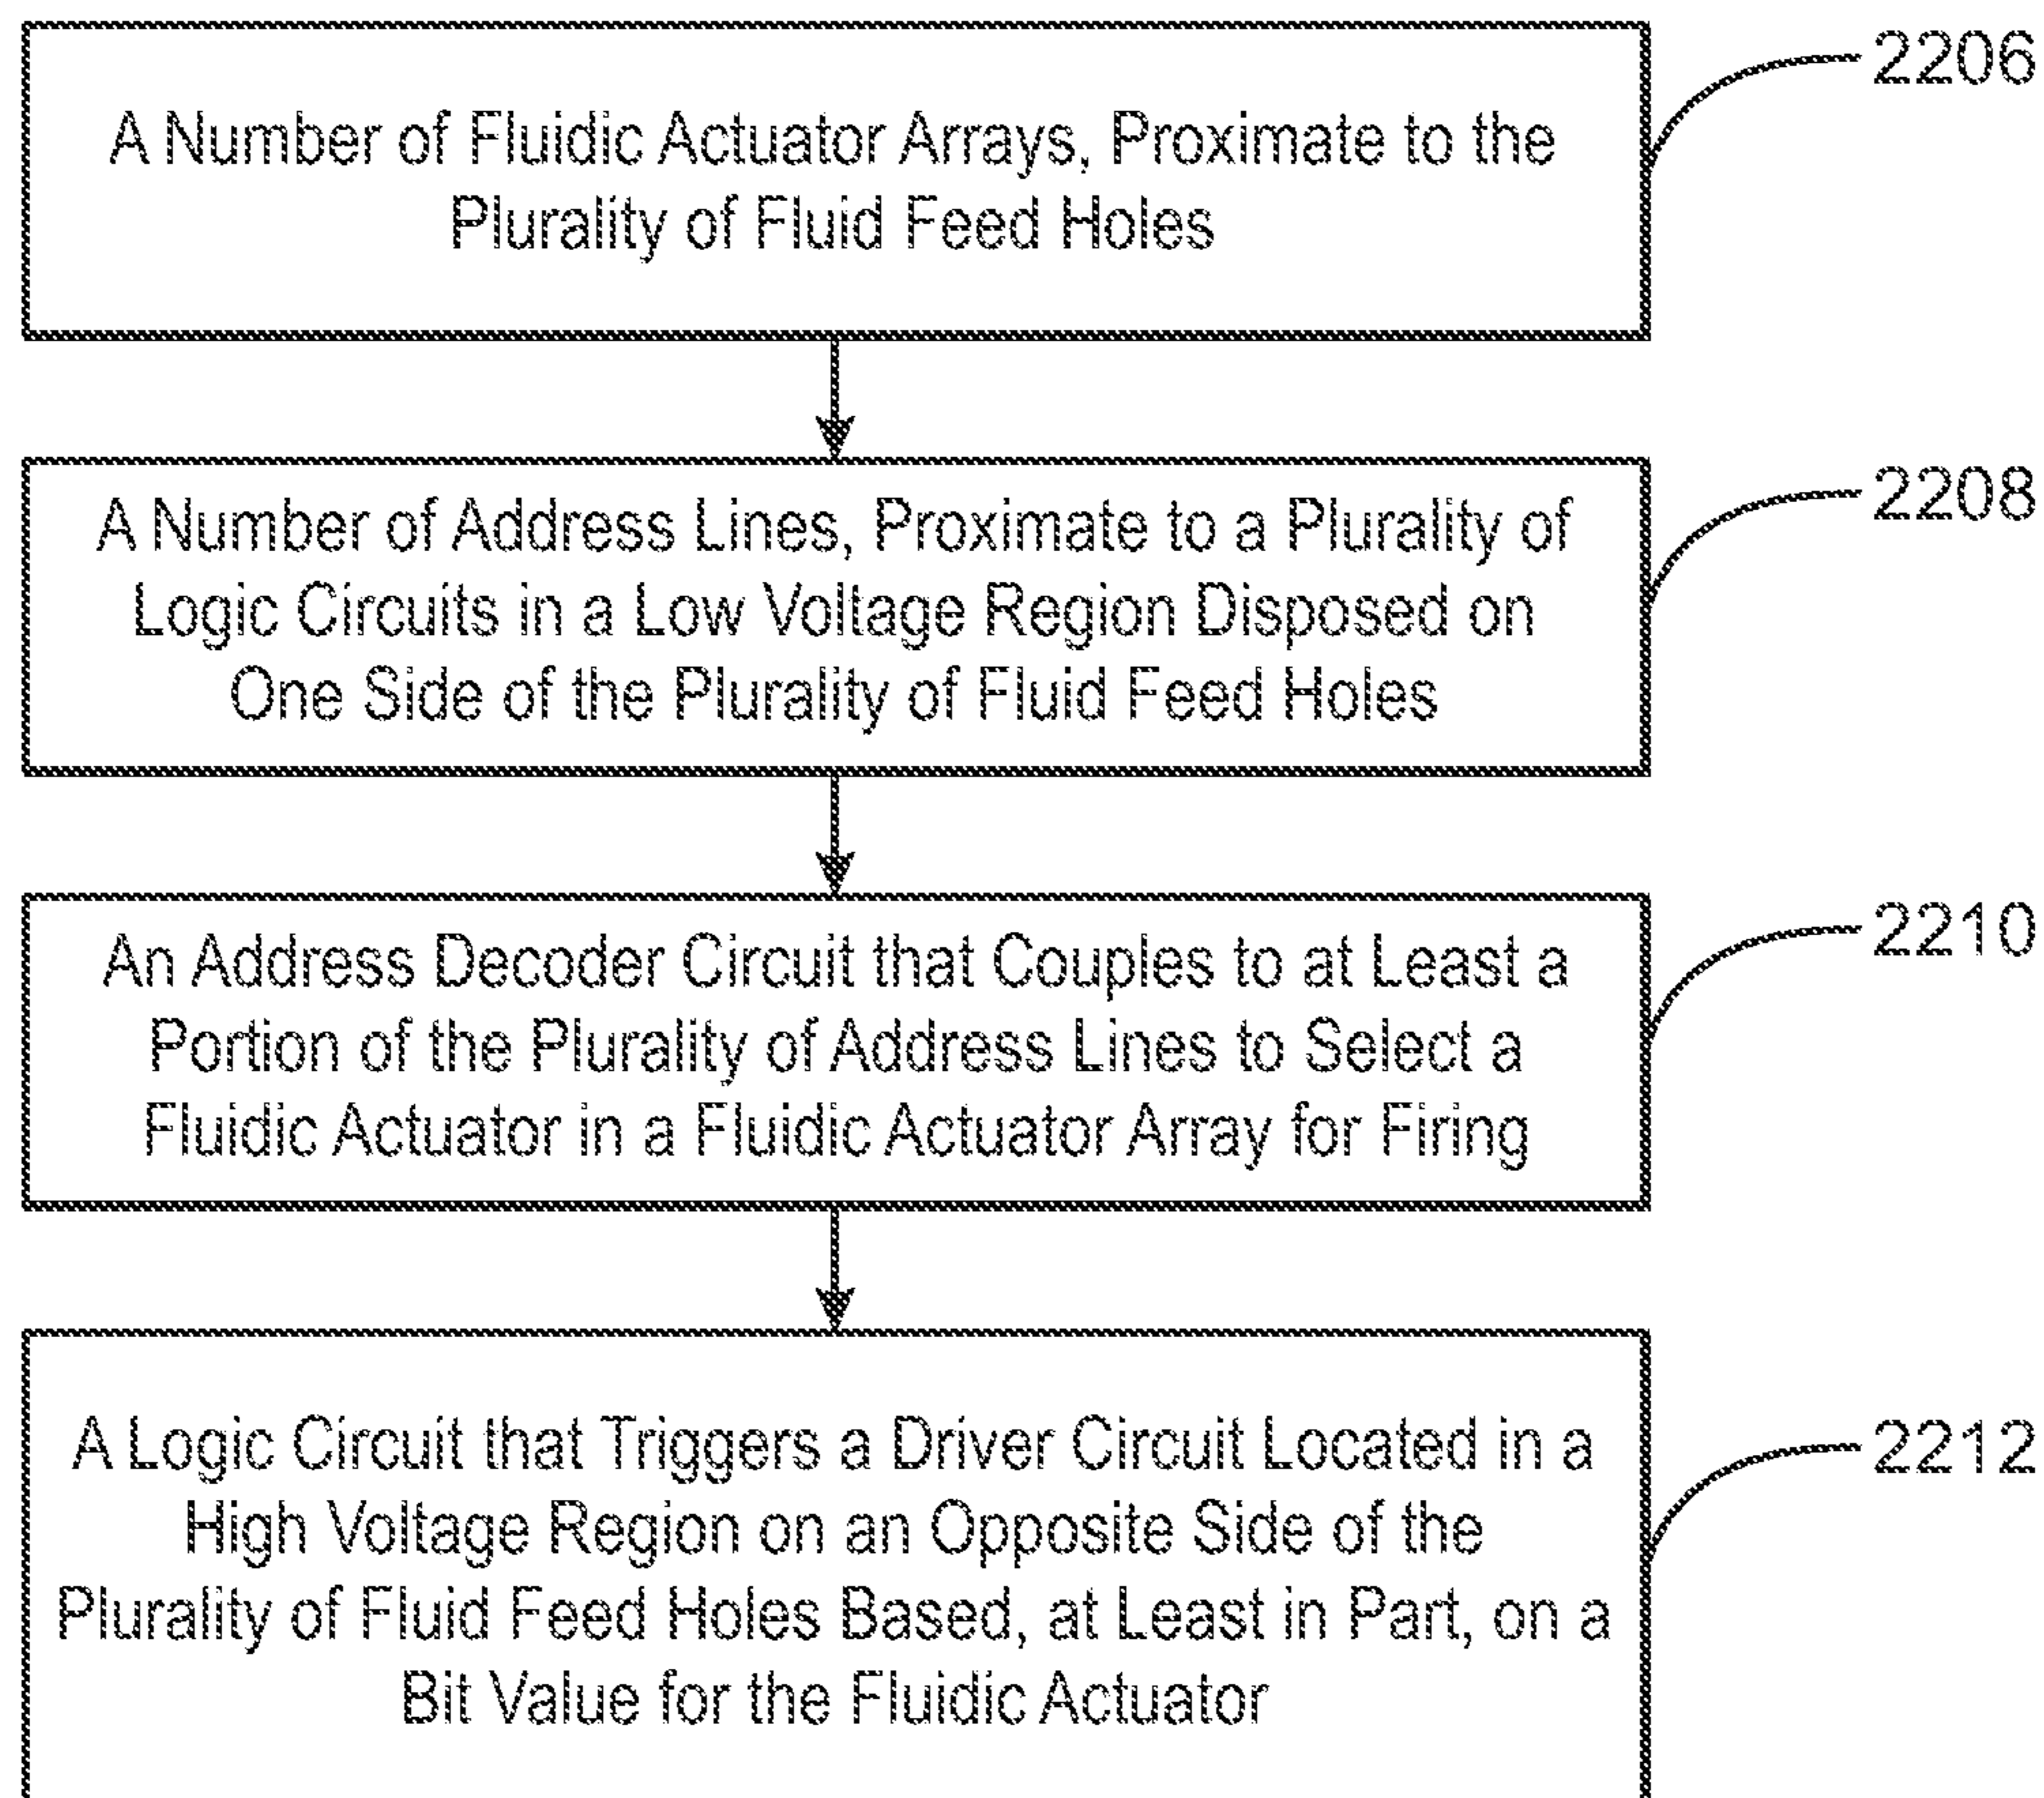 A Number of Fluidic Actuator Arrays, Proximate to the
Plurality of Fluid Feed Holes
2206
A Number of Address Lines, Proximate to a Plurality of
Logic Circuits in a Low Voltage Region Disposed on
One Side of the Plurality of Fluid Feed Holes
2208
An Address Decoder Circuit that Couples to at Least a
Portion of the Plurality of Address Lines to Select a
Fluidic Actuator in a Fluidic Actuator Array for Firing
2210
A Logic Circuit that Triggers a Driver Circuit Located in a
High Voltage Region on an Opposite Side of the
Plurality of Fluid Feed Holes Based, at Least in Part, on a
Bit Value for the Fluidic Actuator
2212